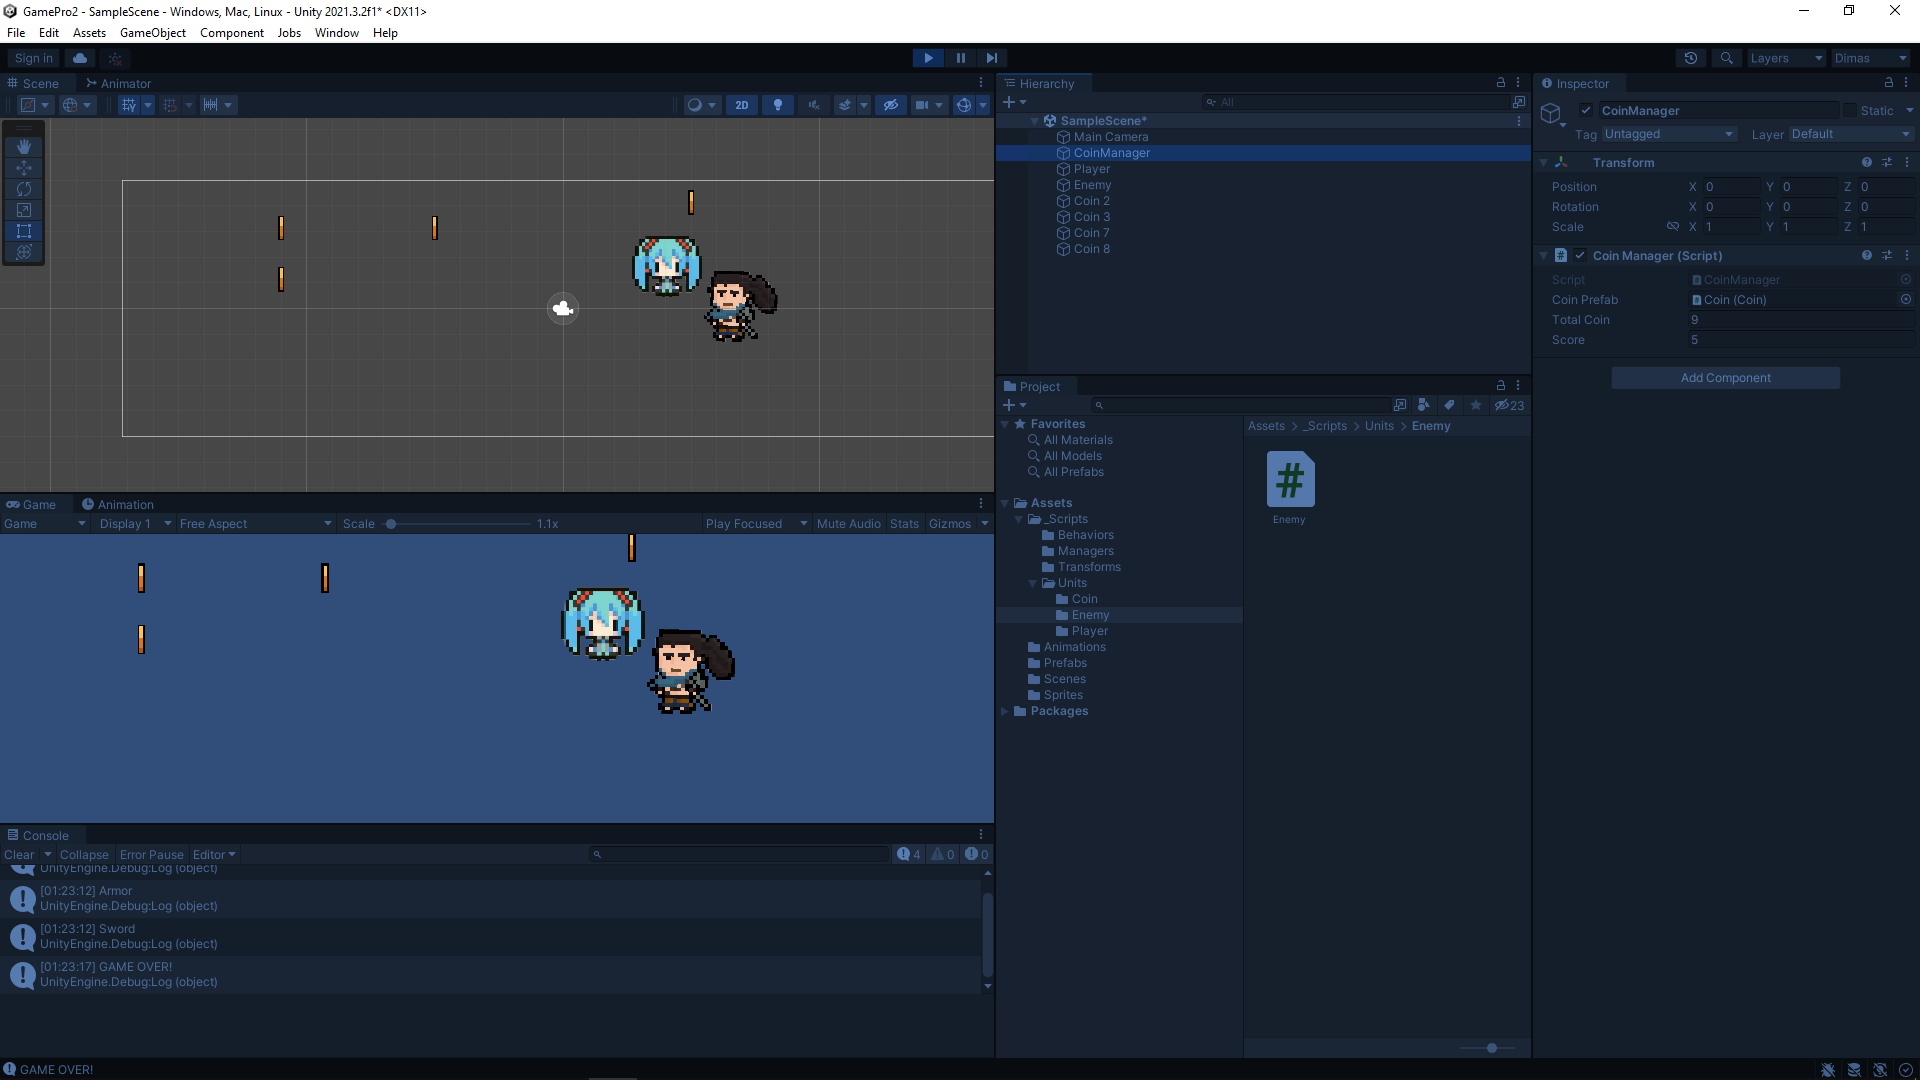 GamePro2 - SampleScene - Windows, Mac, Linux - Unity 2021.3.2f1* <DX11>
File Edit Assets GameObject Component Jobs Window Help
Sign in
Layers
Dimas
Scene
Animator
2D
Game
Animation
Game
Display 1
Free Aspect
Scale
1.1x
Play Focused
Mute Audio
Stats
Gizmos
Console
Clear
Collapse
Error Pause
Editor
4
0
0
UnityEngine.Debug:Log (object)
[01:23:12] Armor
UnityEngine.Debug:Log (object)
[01:23:12] Sword
UnityEngine.Debug:Log (object)
[01:23:17] GAME OVER!
UnityEngine.Debug:Log (object)
GAME OVER!
Hierarchy
All
SampleScene*
Main Camera
CoinManager
Player
Enemy
Coin 2
Coin 3
Coin 7
Coin 8
Project
23
Favorites
All Materials
All Models
All Prefabs
Assets
_Scripts
Behaviors
Managers
Transforms
Units
Coin
Enemy
Player
Animations
Prefabs
Scenes
Sprites
Packages
Assets > _Scripts > Units > Enemy
#
Enemy
Inspector
CoinManager
Static
Tag Untagged
Layer Default
Transform
Position X 0 Y 0 Z 0
Rotation X 0 Y 0 Z 0
Scale X 1 Y 1 Z 1
# Coin Manager (Script)
Script CoinManager
Coin Prefab Coin (Coin)
Total Coin 9
Score 5
Add Component